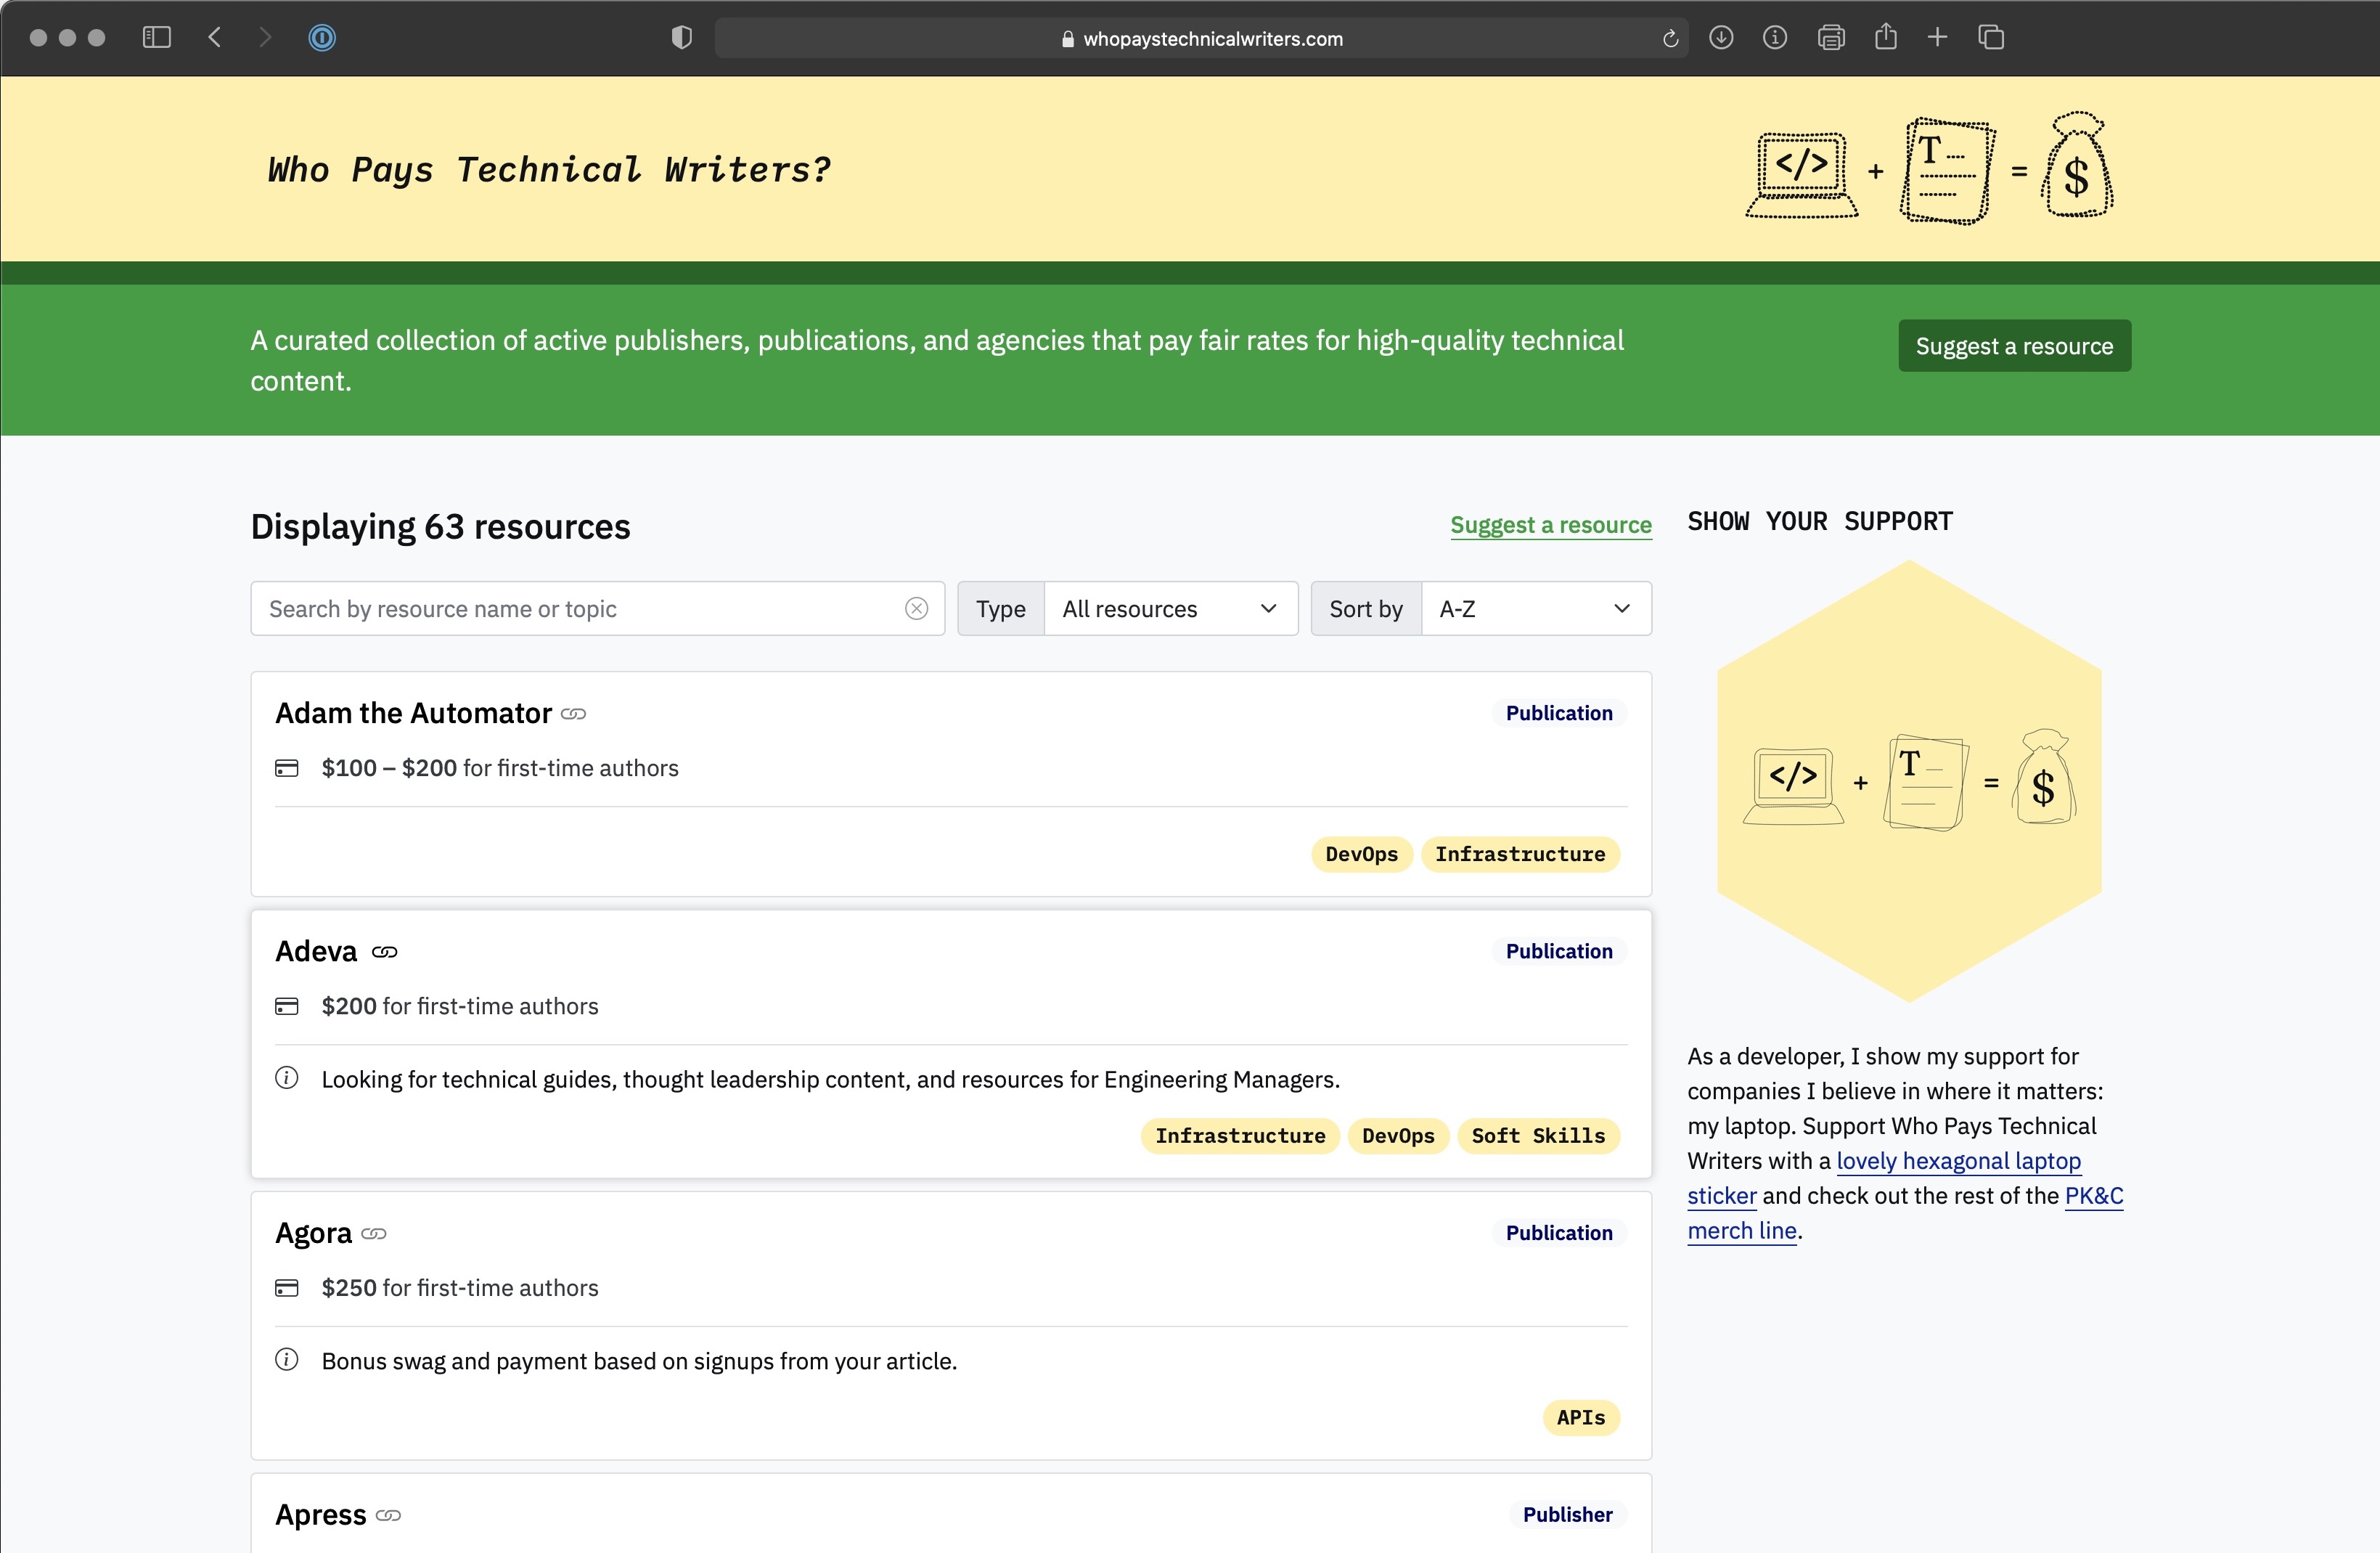 whopaystechnicalwriters.com
Who Pays Technical Writers?
</> + T = $
A curated collection of active publishers, publications, and agencies that pay fair rates for high-quality technical
content.
Suggest a resource
Displaying 63 resources
Suggest a resource
Search by resource name or topic
Type
All resources
Sort by
A-Z
Adam the Automator
Publication
$100 – $200 for first-time authors
DevOps
Infrastructure
Adeva
Publication
$200 for first-time authors
Looking for technical guides, thought leadership content, and resources for Engineering Managers.
Infrastructure
DevOps
Soft Skills
Agora
Publication
$250 for first-time authors
Bonus swag and payment based on signups from your article.
APIs
Apress
Publisher
SHOW YOUR SUPPORT
</> + T = $
As a developer, I show my support for
companies I believe in where it matters:
my laptop. Support Who Pays Technical
Writers with a lovely hexagonal laptop
sticker and check out the rest of the PK&C
merch line.